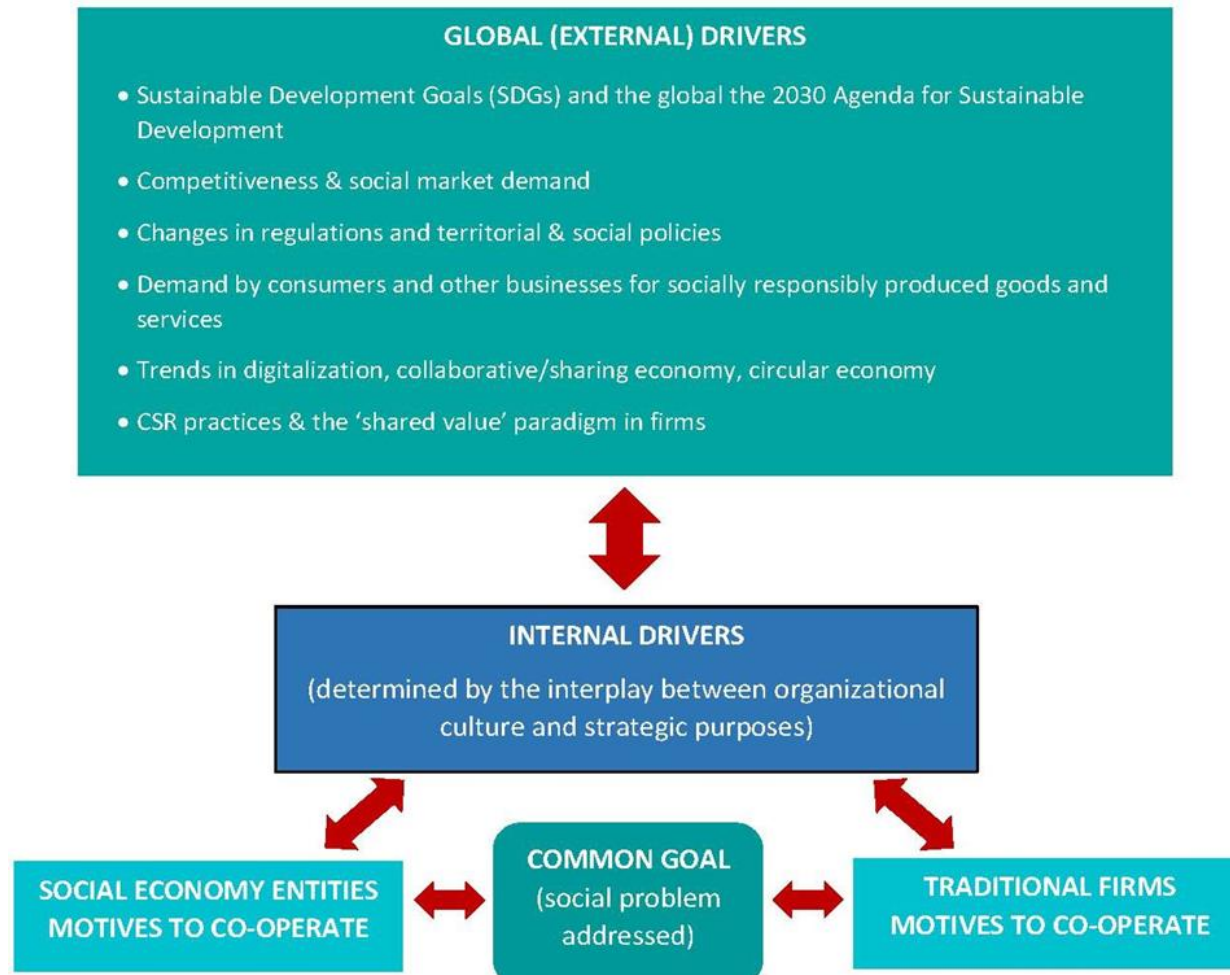 GLOBAL (EXTERNAL) DRIVERS
• Sustainable Development Goals (SDGs) and the global the 2030 Agenda for Sustainable
Development
• Competitiveness & social market demand
• Changes in regulations and territorial & social policies
• Demand by consumers and other businesses for socially responsibly produced goods and
services
• Trends in digitalization, collaborative/sharing economy, circular economy
• CSR practices & the ‘shared value’ paradigm in firms
INTERNAL DRIVERS
(determined by the interplay between organizational
culture and strategic purposes)
SOCIAL ECONOMY ENTITIES
MOTIVES TO CO-OPERATE
COMMON GOAL
(social problem
addressed)
TRADITIONAL FIRMS
MOTIVES TO CO-OPERATE